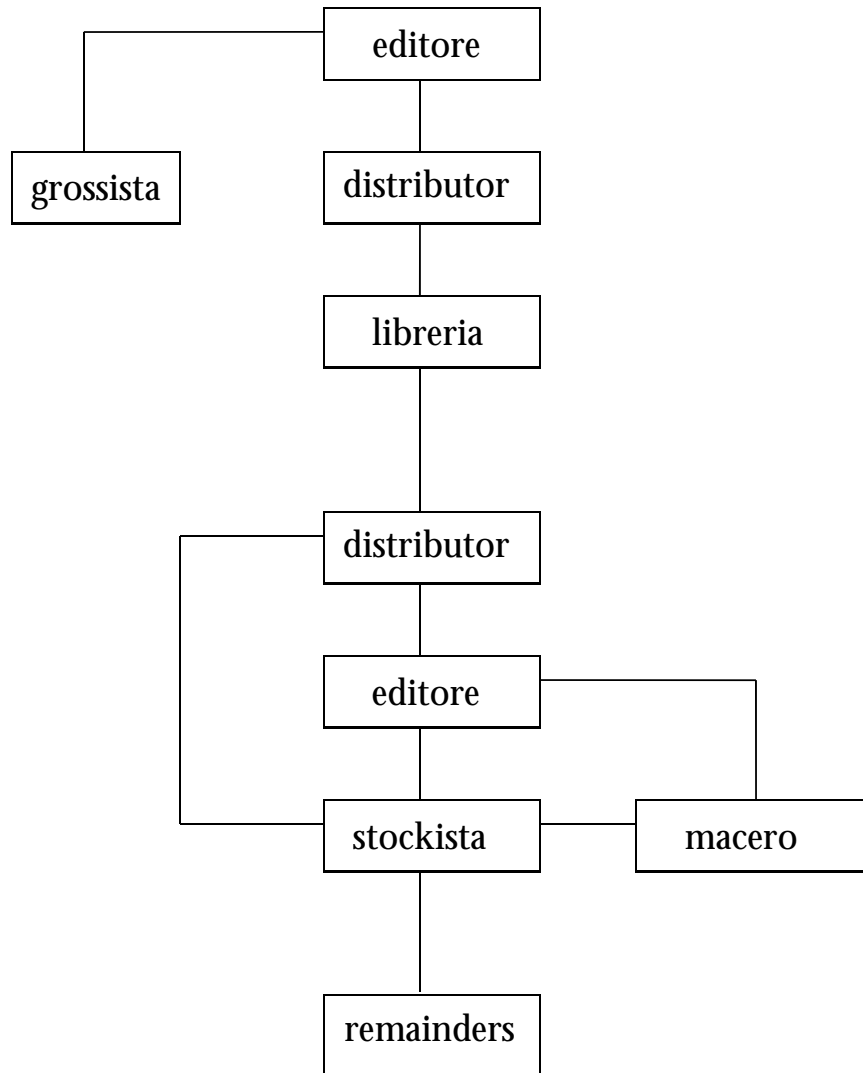 editore
grossista
distributor
libreria
distributor
editore
stockista
macero
remainders